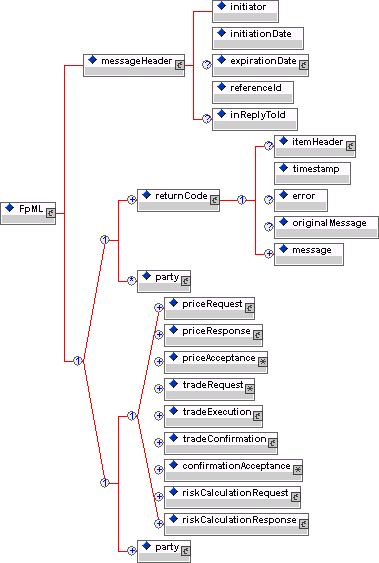 initiator
initiationDate
messageHeader
expirationDate
referenceId
inReplyToId
itemHeader
timestamp
returnCode
error
FpML
originalMessage
message
party
priceRequest
priceResponse
priceAcceptance
tradeRequest
tradeExecution
tradeConfirmation
confirmationAcceptance
riskCalculationRequest
riskCalculationResponse
party